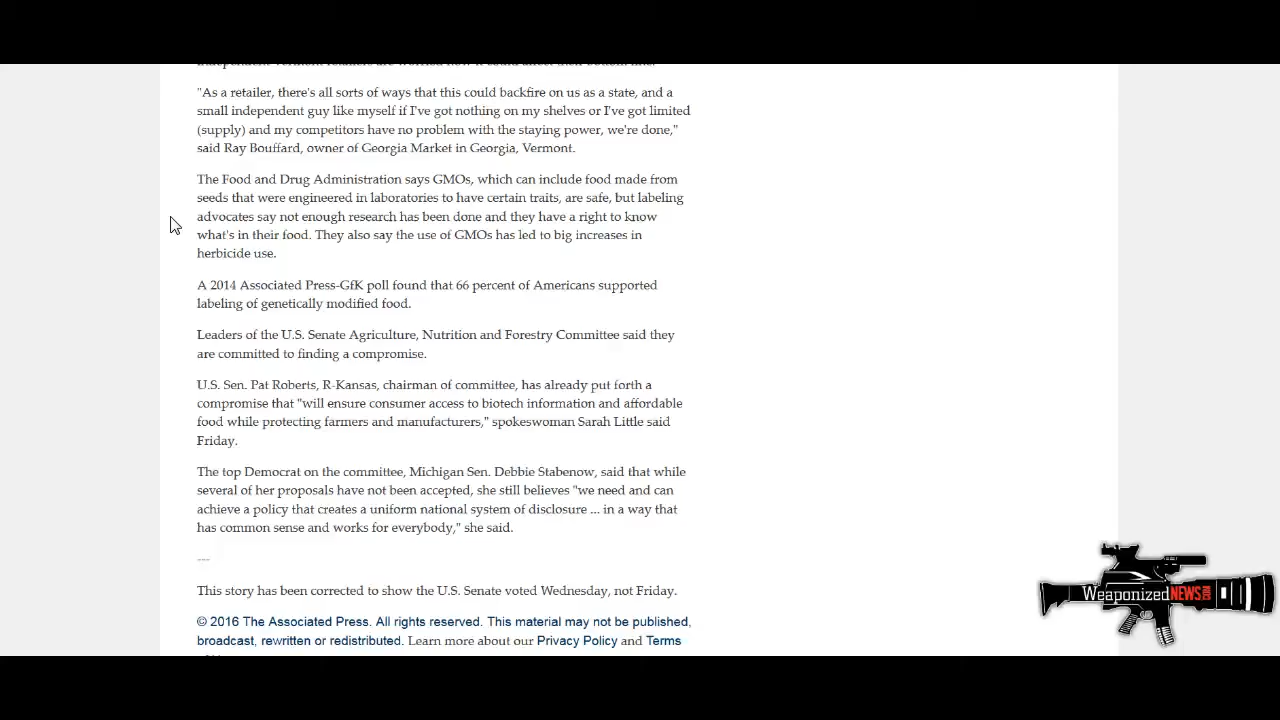 "As a retailer, there's all sorts of ways that this could backfire on us as a state, and a
small independent guy like myself if I've got nothing on my shelves or I've got limited
(supply) and my competitors have no problem with the staying power, we're done,"
said Ray Bouffard, owner of Georgia Market in Georgia, Vermont.
The Food and Drug Administration says GMOs, which can include food made from
seeds that were engineered in laboratories to have certain traits, are safe, but labeling
advocates say not enough research has been done and they have a right to know
what's in their food. They also say the use of GMOs has led to big increases in
herbicide use.
A 2014 Associated Press-GfK poll found that 66 percent of Americans supported
labeling of genetically modified food.
Leaders of the U.S. Senate Agriculture, Nutrition and Forestry Committee said they
are committed to finding a compromise.
U.S. Sen. Pat Roberts, R-Kansas, chairman of committee, has already put forth a
compromise that "will ensure consumer access to biotech information and affordable
food while protecting farmers and manufacturers," spokeswoman Sarah Little said
Friday.
The top Democrat on the committee, Michigan Sen. Debbie Stabenow, said that while
several of her proposals have not been accepted, she still believes "we need and can
achieve a policy that creates a uniform national system of disclosure ... in a way that
has common sense and works for everybody," she said.
---
This story has been corrected to show the U.S. Senate voted Wednesday, not Friday.
© 2016 The Associated Press. All rights reserved. This material may not be published,
broadcast, rewritten or redistributed. Learn more about our Privacy Policy and Terms
WeaponizedNEWS